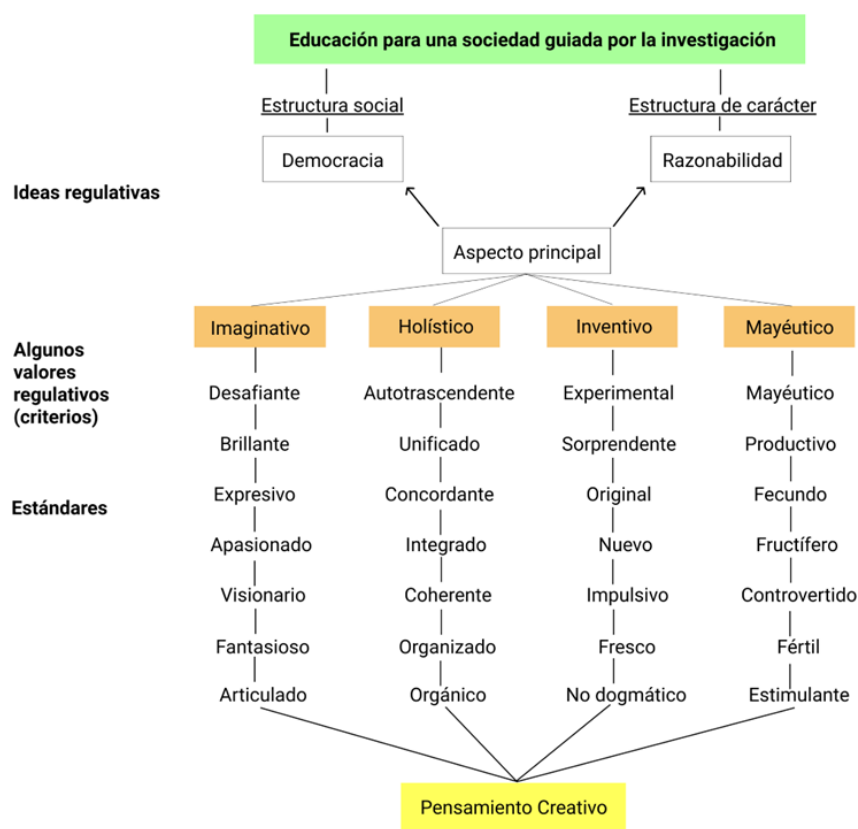 Educación para una sociedad guiada por la investigación
Estructura social
Estructura de carácter
Democracia
Razonabilidad
Ideas regulativas
Aspecto principal
Imaginativo
Holístico
Inventivo
Mayéutico
Algunos
valores
regulativos
(criterios)
Desafiante
Autotrascendente
Experimental
Mayéutico
Brillante
Unificado
Sorprendente
Productivo
Estándares
Expresivo
Concordante
Original
Fecundo
Apasionado
Integrado
Nuevo
Fructífero
Visionario
Coherente
Impulsivo
Controvertido
Fantasioso
Organizado
Fresco
Fértil
Articulado
Orgánico
No dogmático
Estimulante
Pensamiento Creativo